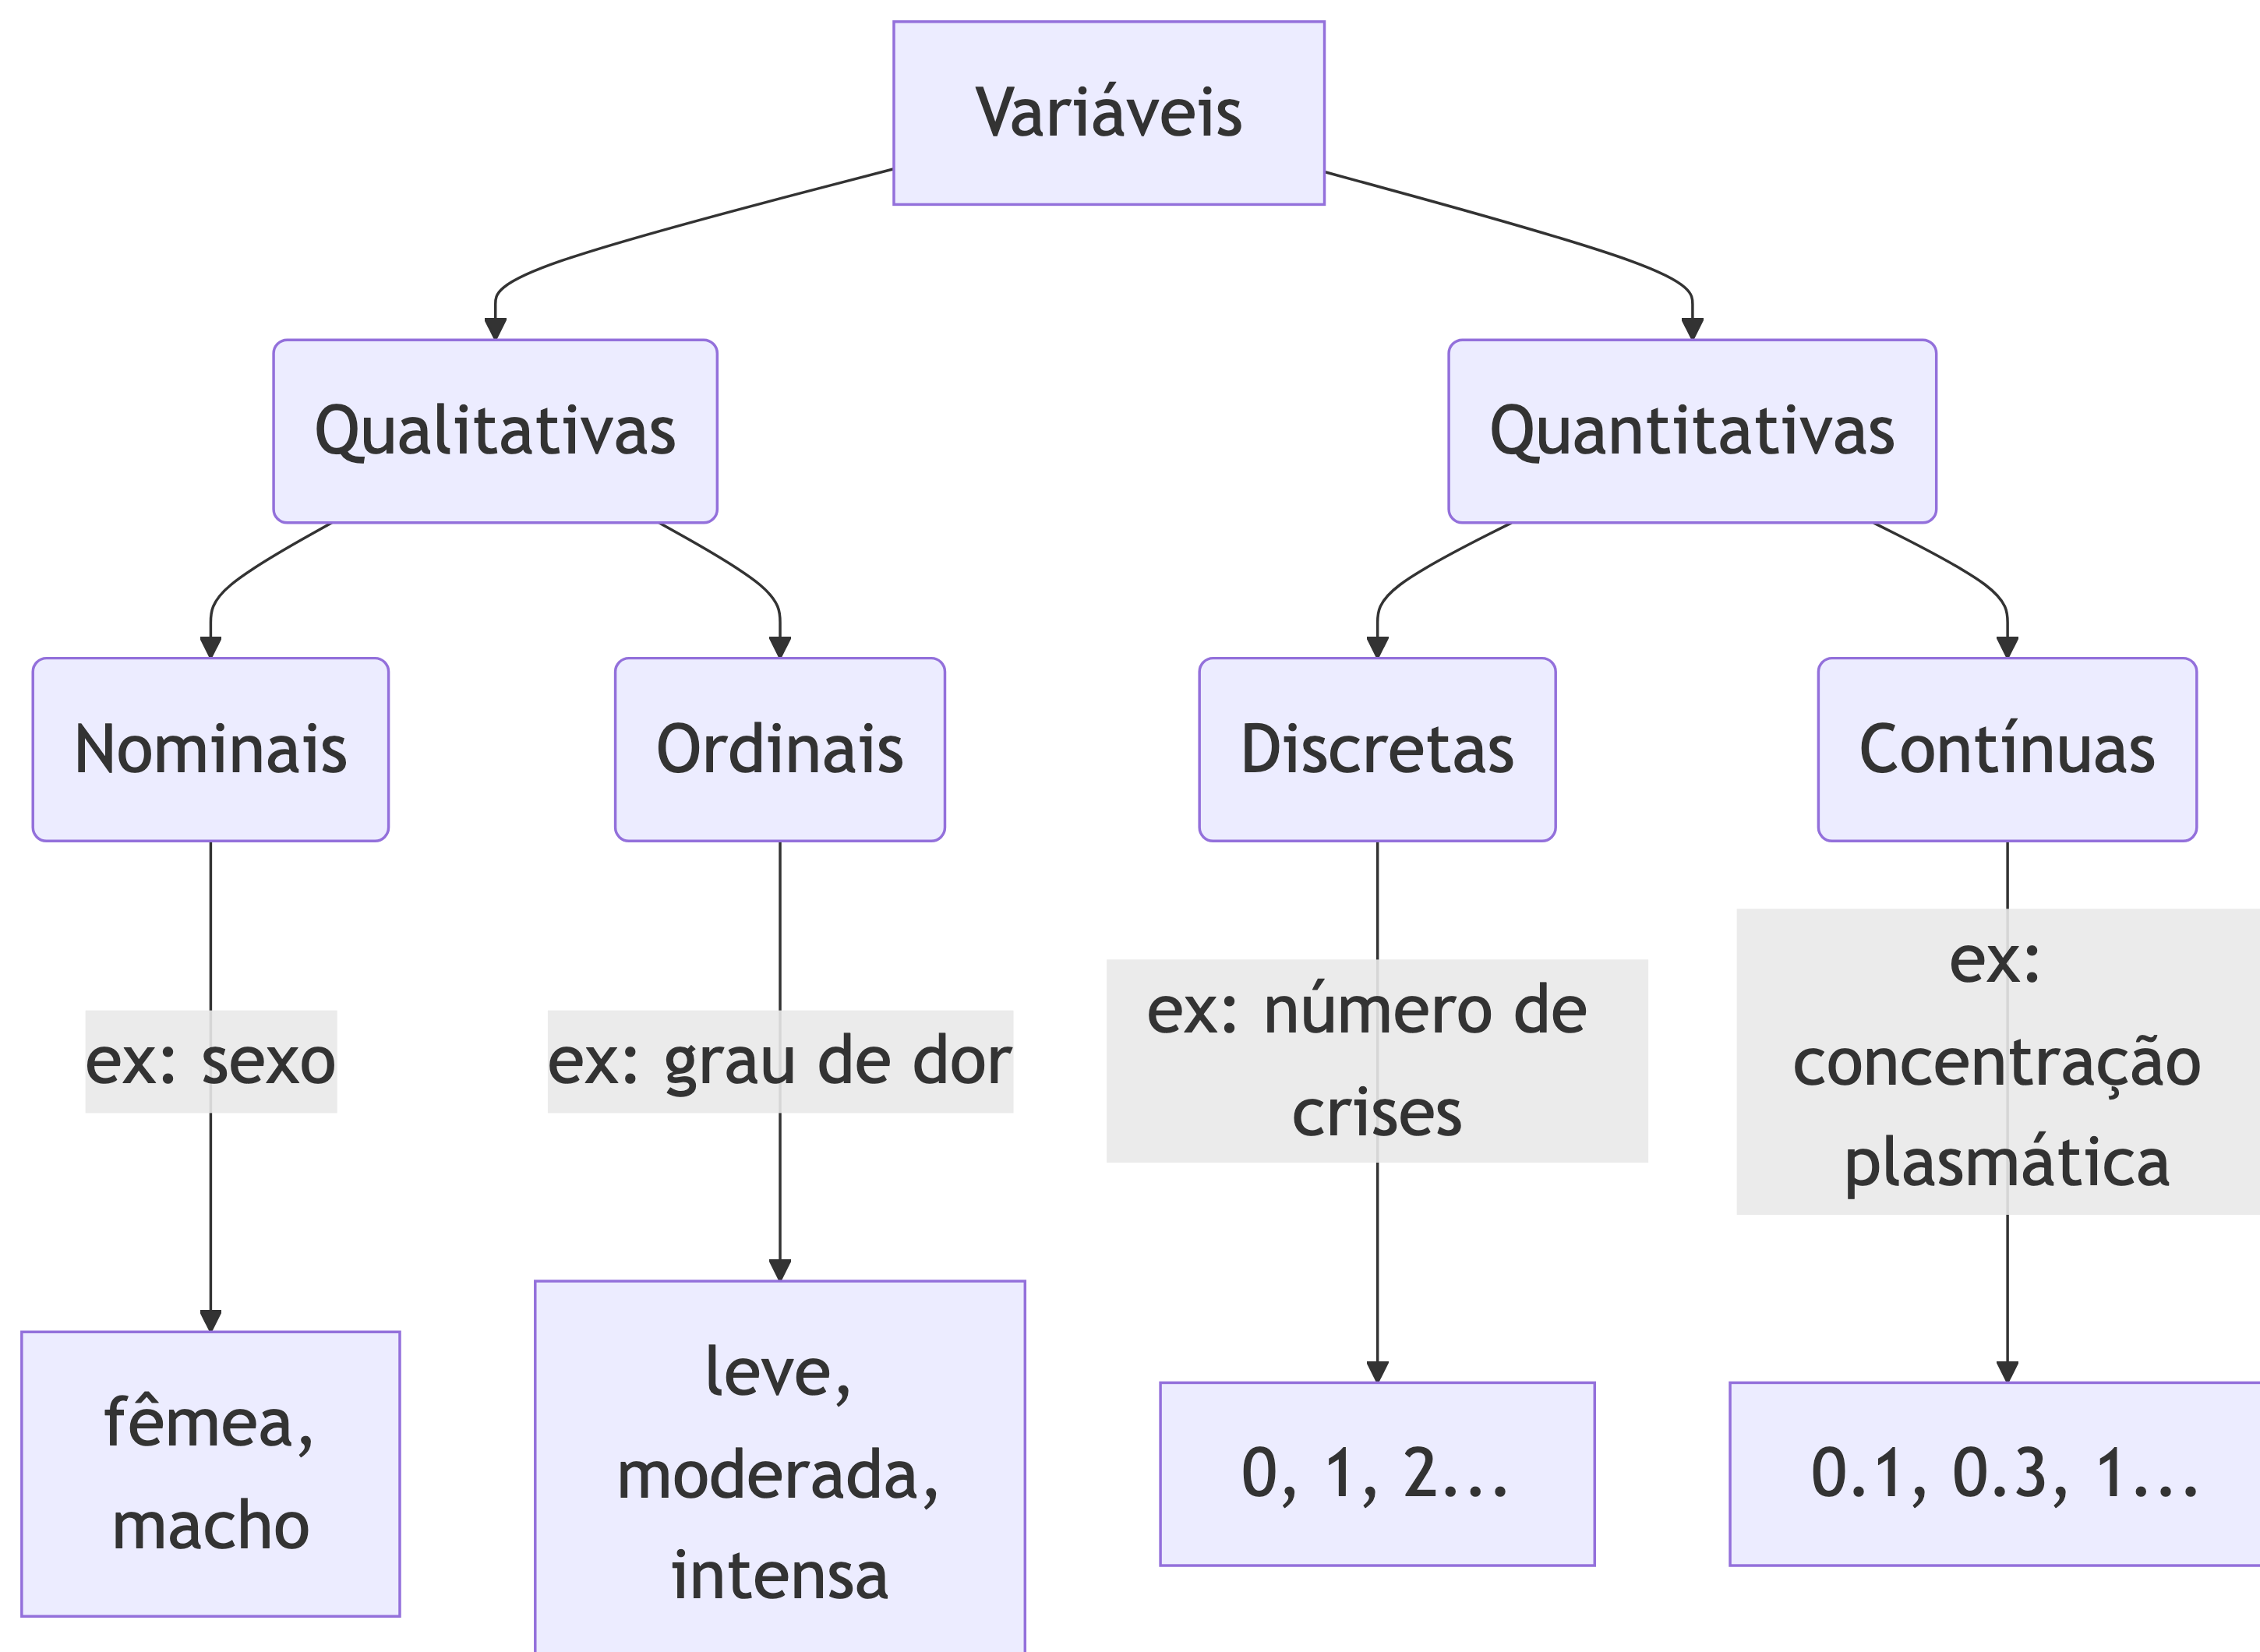 Variáveis
Qualitativas
Quantitativas
Nominais
Ordinais
Discretas
Contínuas
ex: sexo
ex: grau de dor
ex: número de
crises
ex:
concentração
plasmática
fêmea,
macho
leve,
moderada,
intensa
0, 1, 2...
0.1, 0.3, 1...